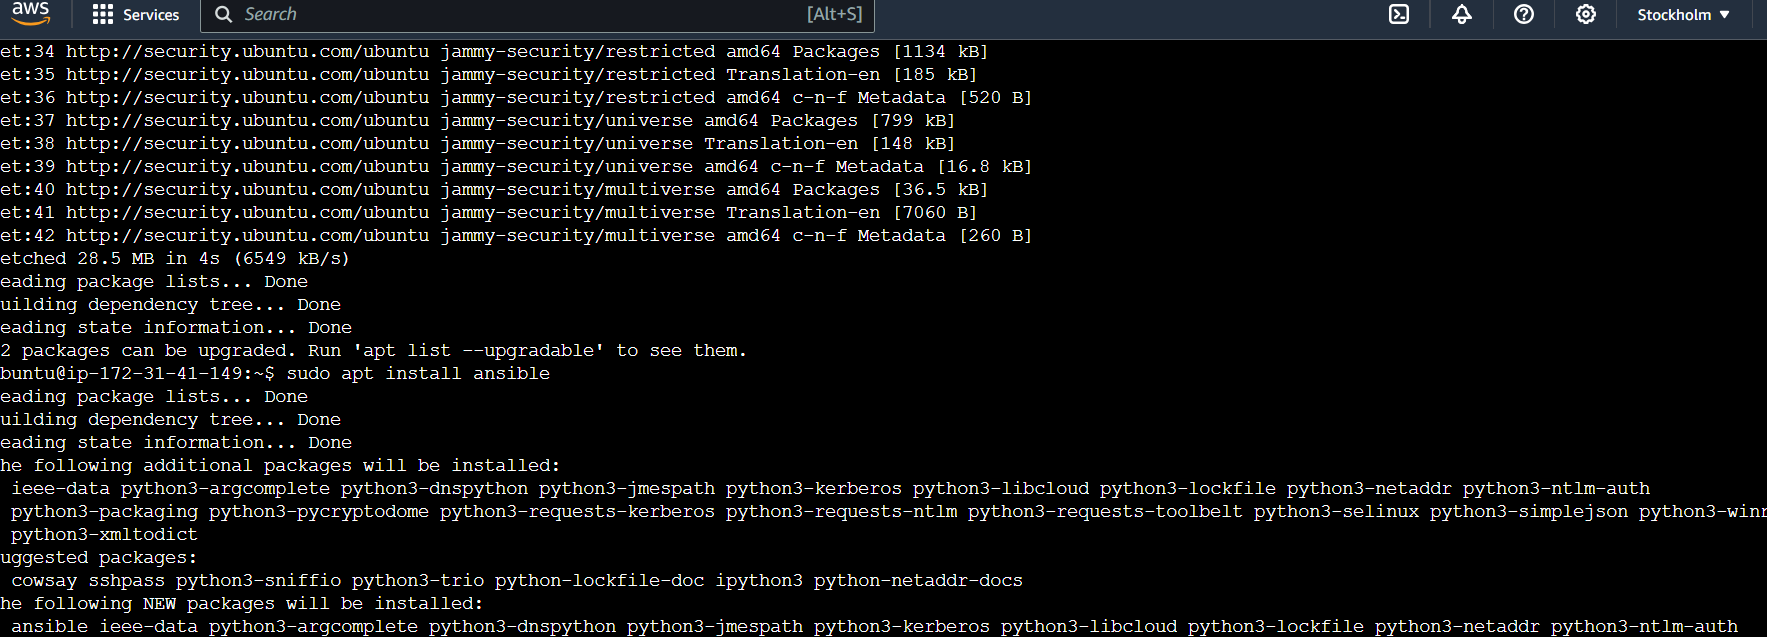 aws
Services
Search
[Alt+S]
Stockholm
et:34 http://security.ubuntu.com/ubuntu jammy-security/restricted amd64 Packages [1134 kB]
et:35 http://security.ubuntu.com/ubuntu jammy-security/restricted Translation-en [185 kB]
et:36 http://security.ubuntu.com/ubuntu jammy-security/restricted amd64 c-n-f Metadata [520 B]
et:37 http://security.ubuntu.com/ubuntu jammy-security/universe amd64 Packages [799 kB]
et:38 http://security.ubuntu.com/ubuntu jammy-security/universe Translation-en [148 kB]
et:39 http://security.ubuntu.com/ubuntu jammy-security/universe amd64 c-n-f Metadata [16.8 kB]
et:40 http://security.ubuntu.com/ubuntu jammy-security/multiverse amd64 Packages [36.5 kB]
et:41 http://security.ubuntu.com/ubuntu jammy-security/multiverse Translation-en [7060 B]
et:42 http://security.ubuntu.com/ubuntu jammy-security/multiverse amd64 c-n-f Metadata [260 B]
etched 28.5 MB in 4s (6549 kB/s)
eading package lists... Done
uilding dependency tree... Done
eading state information... Done
2 packages can be upgraded. Run 'apt list --upgradable' to see them.
buntu@ip-172-31-41-149:~$ sudo apt install ansible
eading package lists... Done
uilding dependency tree... Done
eading state information... Done
he following additional packages will be installed:
ieee-data python3-argcomplete python3-dnspython python3-jmespath python3-kerberos python3-libcloud python3-lockfile python3-netaddr python3-ntlm-auth
python3-packaging python3-pycryptodome python3-requests-kerberos python3-requests-ntlm python3-requests-toolbelt python3-selinux python3-simplejson python3-winr
python3-xmltodict
uggested packages:
cowsay sshpass python3-sniffio python3-trio python-lockfile-doc ipython3 python-netaddr-docs
he following NEW packages will be installed:
ansible ieee-data python3-argcomplete python3-dnspython python3-jmespath python3-kerberos python3-libcloud python3-lockfile python3-netaddr python3-ntlm-auth